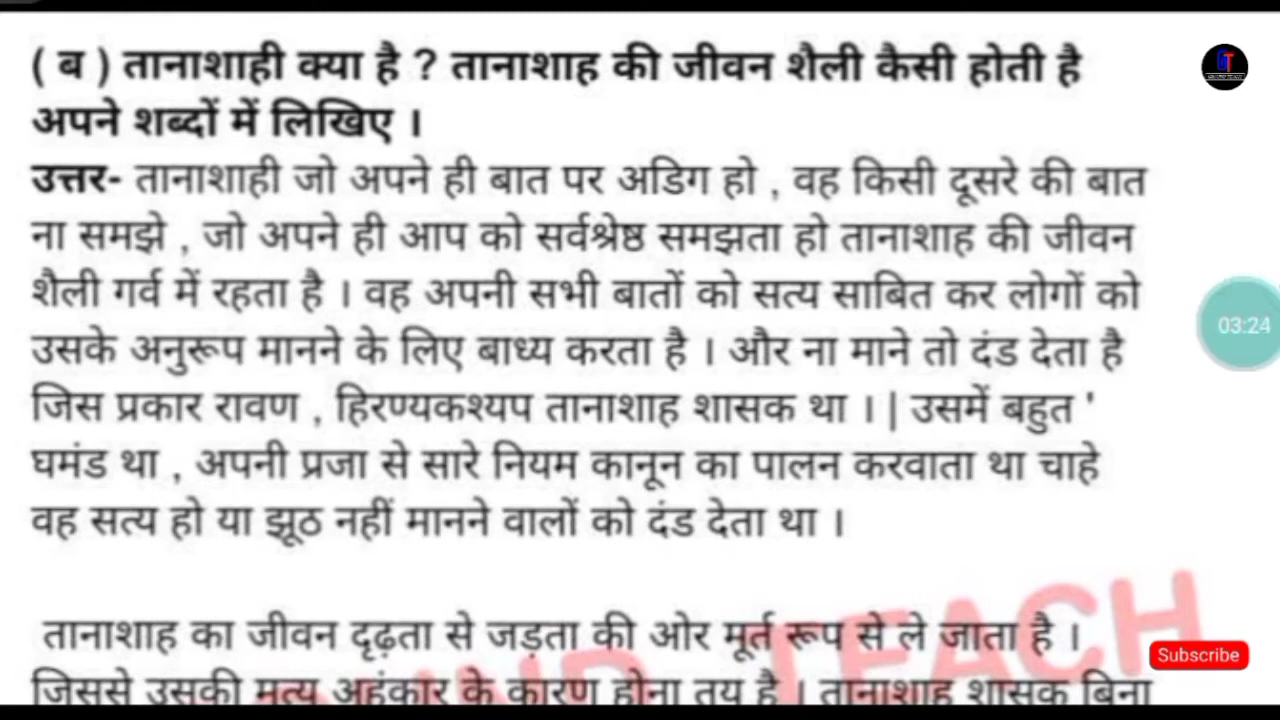 ( ब ) तानाशाही क्या है ? तानाशाह की जीवन शैली कैसी होती है
अपने शब्दों में लिखिए ।
उत्तर- तानाशाही जो अपने ही बात पर अडिग हो , वह किसी दूसरे की बात
ना समझे , जो अपने ही आप को सर्वश्रेष्ठ समझता हो तानाशाह की जीवन
शैली गर्व में रहता है । वह अपनी सभी बातों को सत्य साबित कर लोगों को
03:24
उसके अनुरूप मानने के लिए बाध्य करता है । और ना माने तो दंड देता है
जिस प्रकार रावण , हिरण्यकश्यप तानाशाह शासक था । | उसमें बहुत '
घमंड था , अपनी प्रजा से सारे नियम कानून का पालन करवाता था चाहे
वह सत्य हो या झूठ नहीं मानने वालों को दंड देता था ।
तानाशाह का जीवन दृढ़ता से जड़ता की ओर मूर्त रूप से ले जाता है ।
Subscribe
जिससे उसकी मृत्यु अहंकार के कारण होना तय है । तानाशाह शासक बिना
TEACH